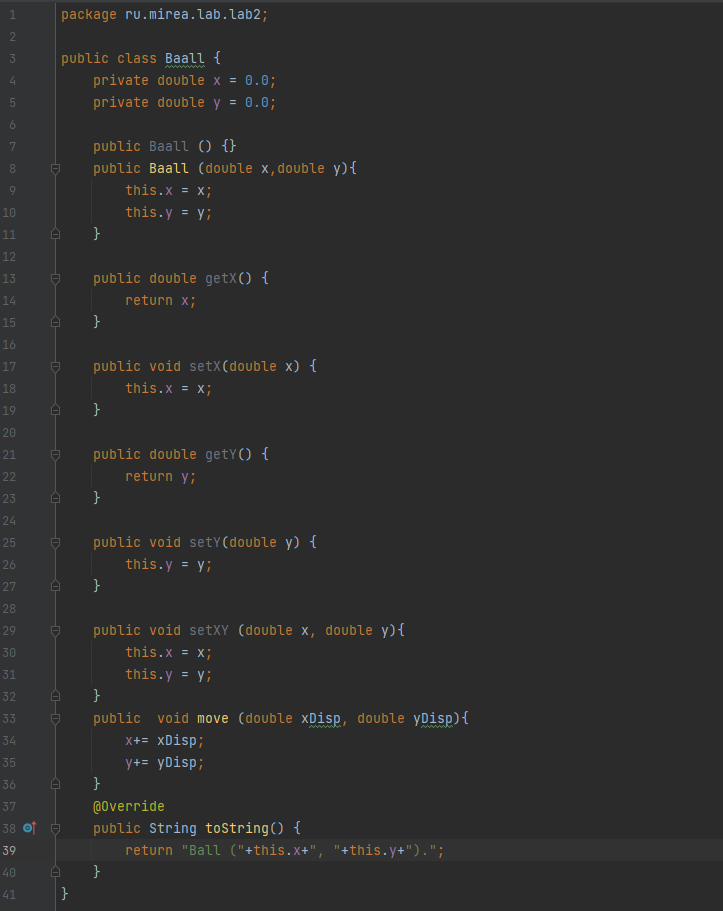 1 package ru.mirea.lab.lab2;
2
3 public class Baall {
4     private double x = 0.0;
5     private double y = 0.0;
6
7     public Baall () {}
8     public Baall (double x,double y){
9         this.x = x;
10         this.y = y;
11     }
12
13     public double getX() {
14         return x;
15     }
16
17     public void setX(double x) {
18         this.x = x;
19     }
20
21     public double getY() {
22         return y;
23     }
24
25     public void setY(double y) {
26         this.y = y;
27     }
28
29     public void setXY (double x, double y){
30         this.x = x;
31         this.y = y;
32     }
33     public  void move (double xDisp, double yDisp){
34         x+= xDisp;
35         y+= yDisp;
36     }
37     @Override
38     public String toString() {
39         return "Ball ("+this.x+", "+this.y+").";
40     }
41 }